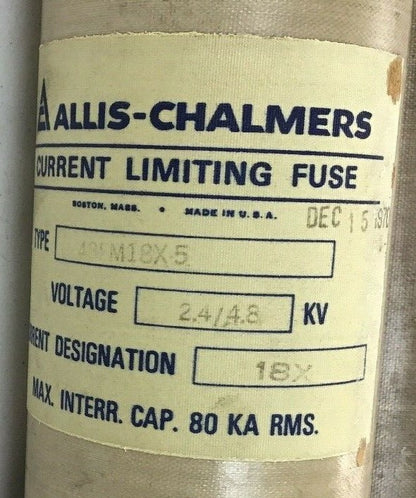 ALLIS-CHALMERS
CURRENT LIMITING FUSE
BOSTON, MASS. • MADE IN U.S.A.
DEC 15
TYPE M18X-5
VOLTAGE 2.4/4.8 KV
CURRENT DESIGNATION 18X
MAX. INTERR. CAP. 80 KA RMS.